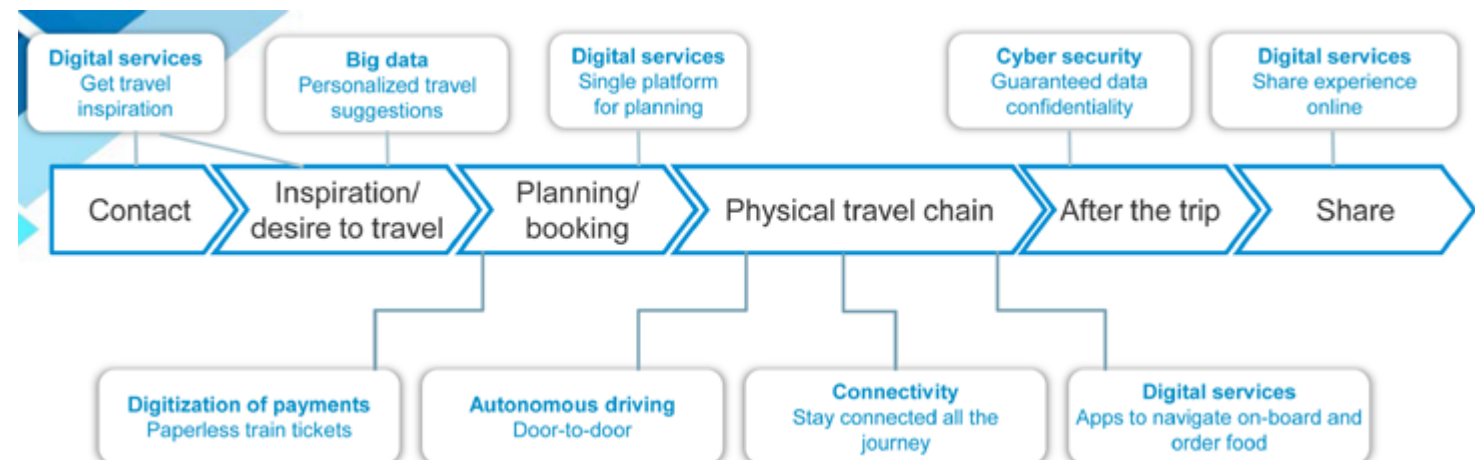 Digital services
Get travel
inspiration
Big data
Personalized travel
suggestions
Digital services
Single platform
for planning
Cyber security
Guaranteed data
confidentiality
Digital services
Share experience
online
Contact
Inspiration/
desire to travel
Planning/
booking
Physical travel chain
After the trip
Share
Digitization of payments
Paperless train tickets
Autonomous driving
Door-to-door
Connectivity
Stay connected all the
journey
Digital services
Apps to navigate on-board and
order food